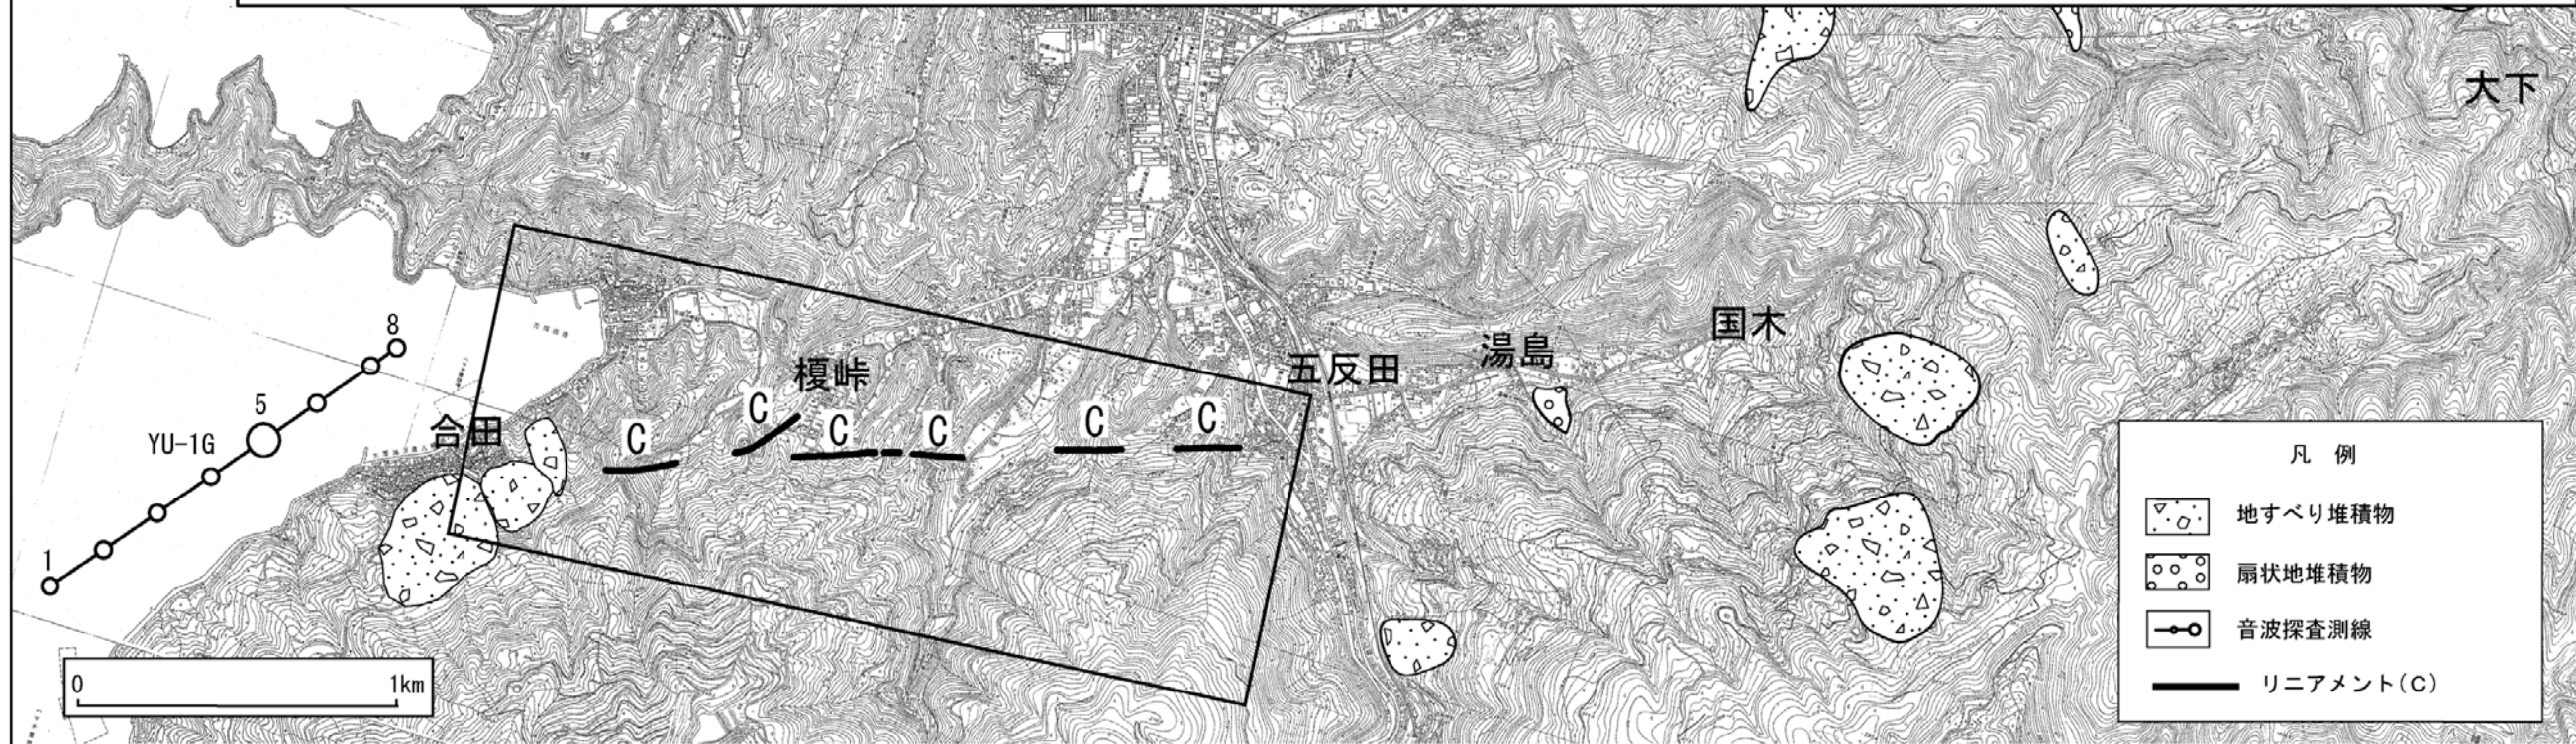 大下
国木
湯島
五反田
榎峠
合田
C
C
C
C
C
C
8
5
YU-1G
1
0 1km
凡 例
地すべり堆積物
扇状地堆積物
音波探査測線
リニアメント(C)